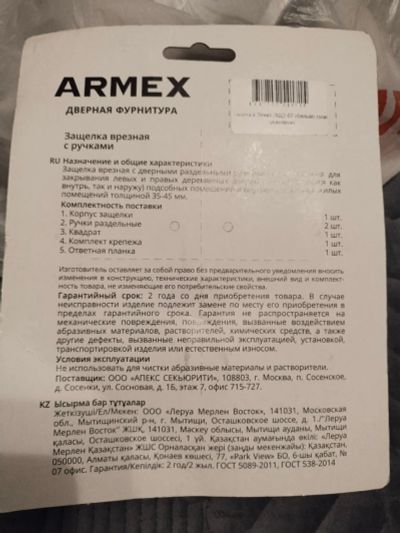 ARMEX
ДВЕРНАЯ ФУРНИТУРА
Защелка врезная
с ручками
RU Назначение и общие характеристики
Защелка врезная с дверными раздельными для
закрывания левых и правых как
внутрь, так и наружу) подсобных помещений
помещений толщиной 35-45 мм.
Комплектность поставки
1. Корпус защелки 1 шт.
2. Ручки раздельные 2 шт.
3. Квадрат 1 шт.
4. Комплект крепежа 1 шт.
5. Ответная планка 1 шт.
Изготовитель оставляет за собой право без предварительного уведомления вносить
изменения в конструкцию, технические характеристики, внешний вид и комплект-
ность товара, не изменяющие его потребительские свойства.
Гарантийный срок: 2 года со дня приобретения товара. В случае
неисправности изделие подлежит замене по месту его приобретения в
пределах гарантийного срока. Гарантия не распространяется на
механические повреждения, повреждения, вызванные воздействием
абразивных материалов, растворителей, химических средств, а также
другие дефекты, вызванные неправильной эксплуатацией, установкой,
транспортировкой изделия или естественным износом.
Условия эксплуатации
Не использовать для чистки абразивные материалы и растворители.
Поставщик: ООО «АПЕКС СЕКЬЮРИТИ», 108803, г. Москва, п. Сосенское,
д. Сосенки, ул. Сосновая, д. 1Б, этаж 7, офис 715-727.
KZ Ысырма бар тұтқалар
Жеткізуші/Ел/Мекен: ООО «Леруа Мерлен Восток», 141031, Московская
обл., Мытищинский р-н, г. Мытищи, Осташковское шоссе, д. 1./"Леруа
Мерлен Восток" ЖШҚ, 141031, Маскеу облысы, Мытищи ауданы, Мытищи
қаласы, Осташковское шоссесі, 1 үй. Қазақстан аумағында өкілі: «Леруа
Мерлен Қазақстан» ЖШС Орналасқан жері (заңды мекенжайы): Қазақстан,
050000, Алматы қаласы, Қонаев көшесі, 77, «Park View» БО, 6-шы қабат, №
07 офис. Гарантия/Кепілдік: 2 год/2 жыл. ГОСТ 5089-2011, ГОСТ 538-2014